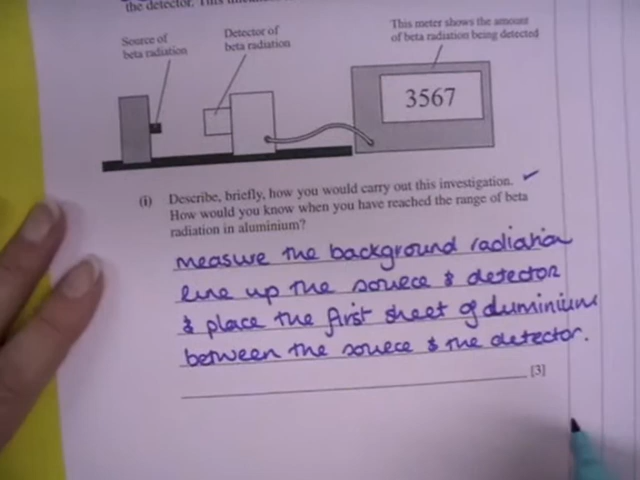 the detector.
Source of
beta radiation
Detector of
beta radiation
This meter shows the amount
of beta radiation being detected
3567
(i) Describe, briefly, how you would carry out this investigation.
How would you know when you have reached the range of beta
radiation in aluminium?
measure the background radiation
line up the source & detector
& place the first sheet of aluminium
between the source & the detector.
[3]